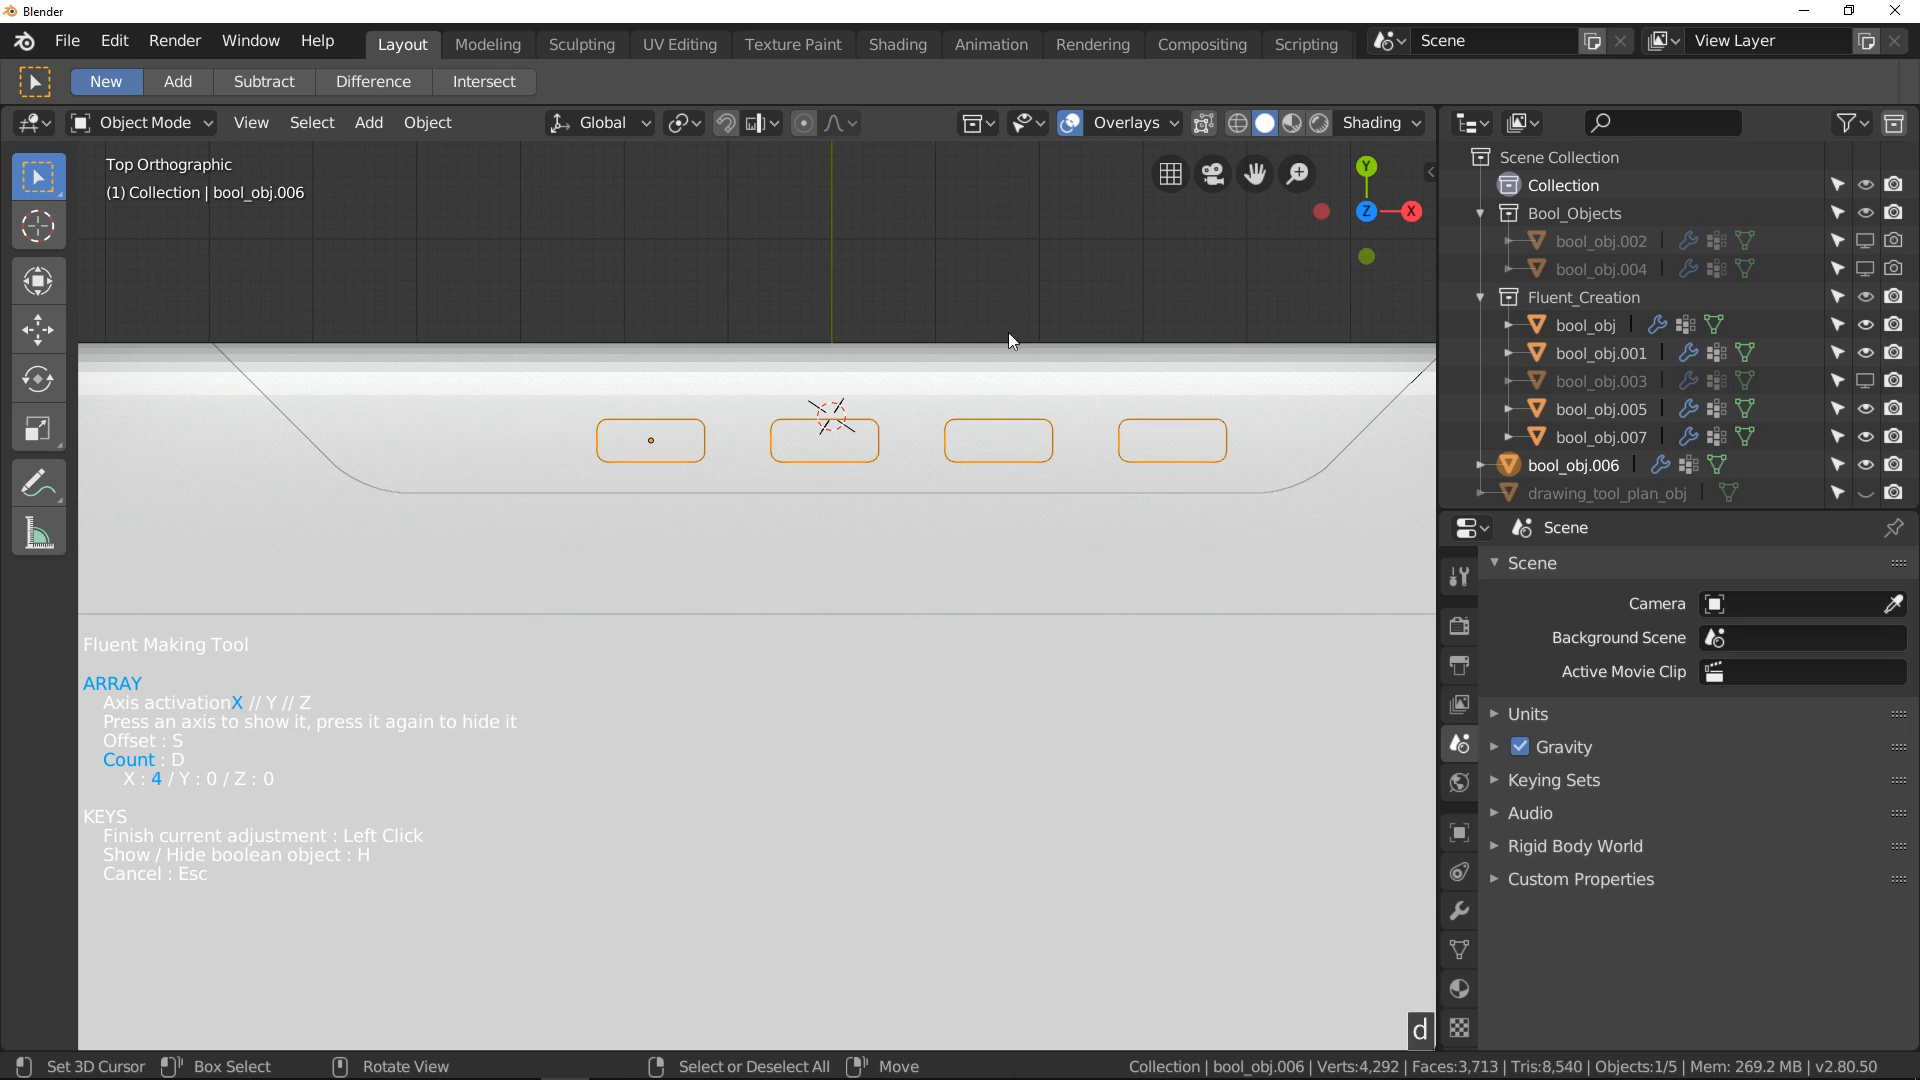 Blender
File Edit Render Window Help Layout Modeling Sculpting UV Editing Texture Paint Shading Animation Rendering Compositing Scripting Scene View Layer
New Add Subtract Difference Intersect
Object Mode View Select Add Object Global Overlays Shading
Top Orthographic
(1) Collection | bool_obj.006
Y
Z
X
Scene Collection
Collection
Bool_Objects
bool_obj.002
bool_obj.004
Fluent_Creation
bool_obj
bool_obj.001
bool_obj.003
bool_obj.005
bool_obj.007
bool_obj.006
drawing_tool_plan_obj
Scene
Scene
Camera
Background Scene
Active Movie Clip
Units
Gravity
Keying Sets
Audio
Rigid Body World
Custom Properties
Fluent Making Tool
ARRAY
Axis activationX // Y // Z
Press an axis to show it, press it again to hide it
Offset : S
Count : D
X : 4 / Y : 0 / Z : 0
KEYS
Finish current adjustment : Left Click
Show / Hide boolean object : H
Cancel : Esc
d
Set 3D Cursor Box Select Rotate View Select or Deselect All Move Collection | bool_obj.006 | Verts:4,292 | Faces:3,713 | Tris:8,540 | Objects:1/5 | Mem: 269.2 MB | v2.80.50